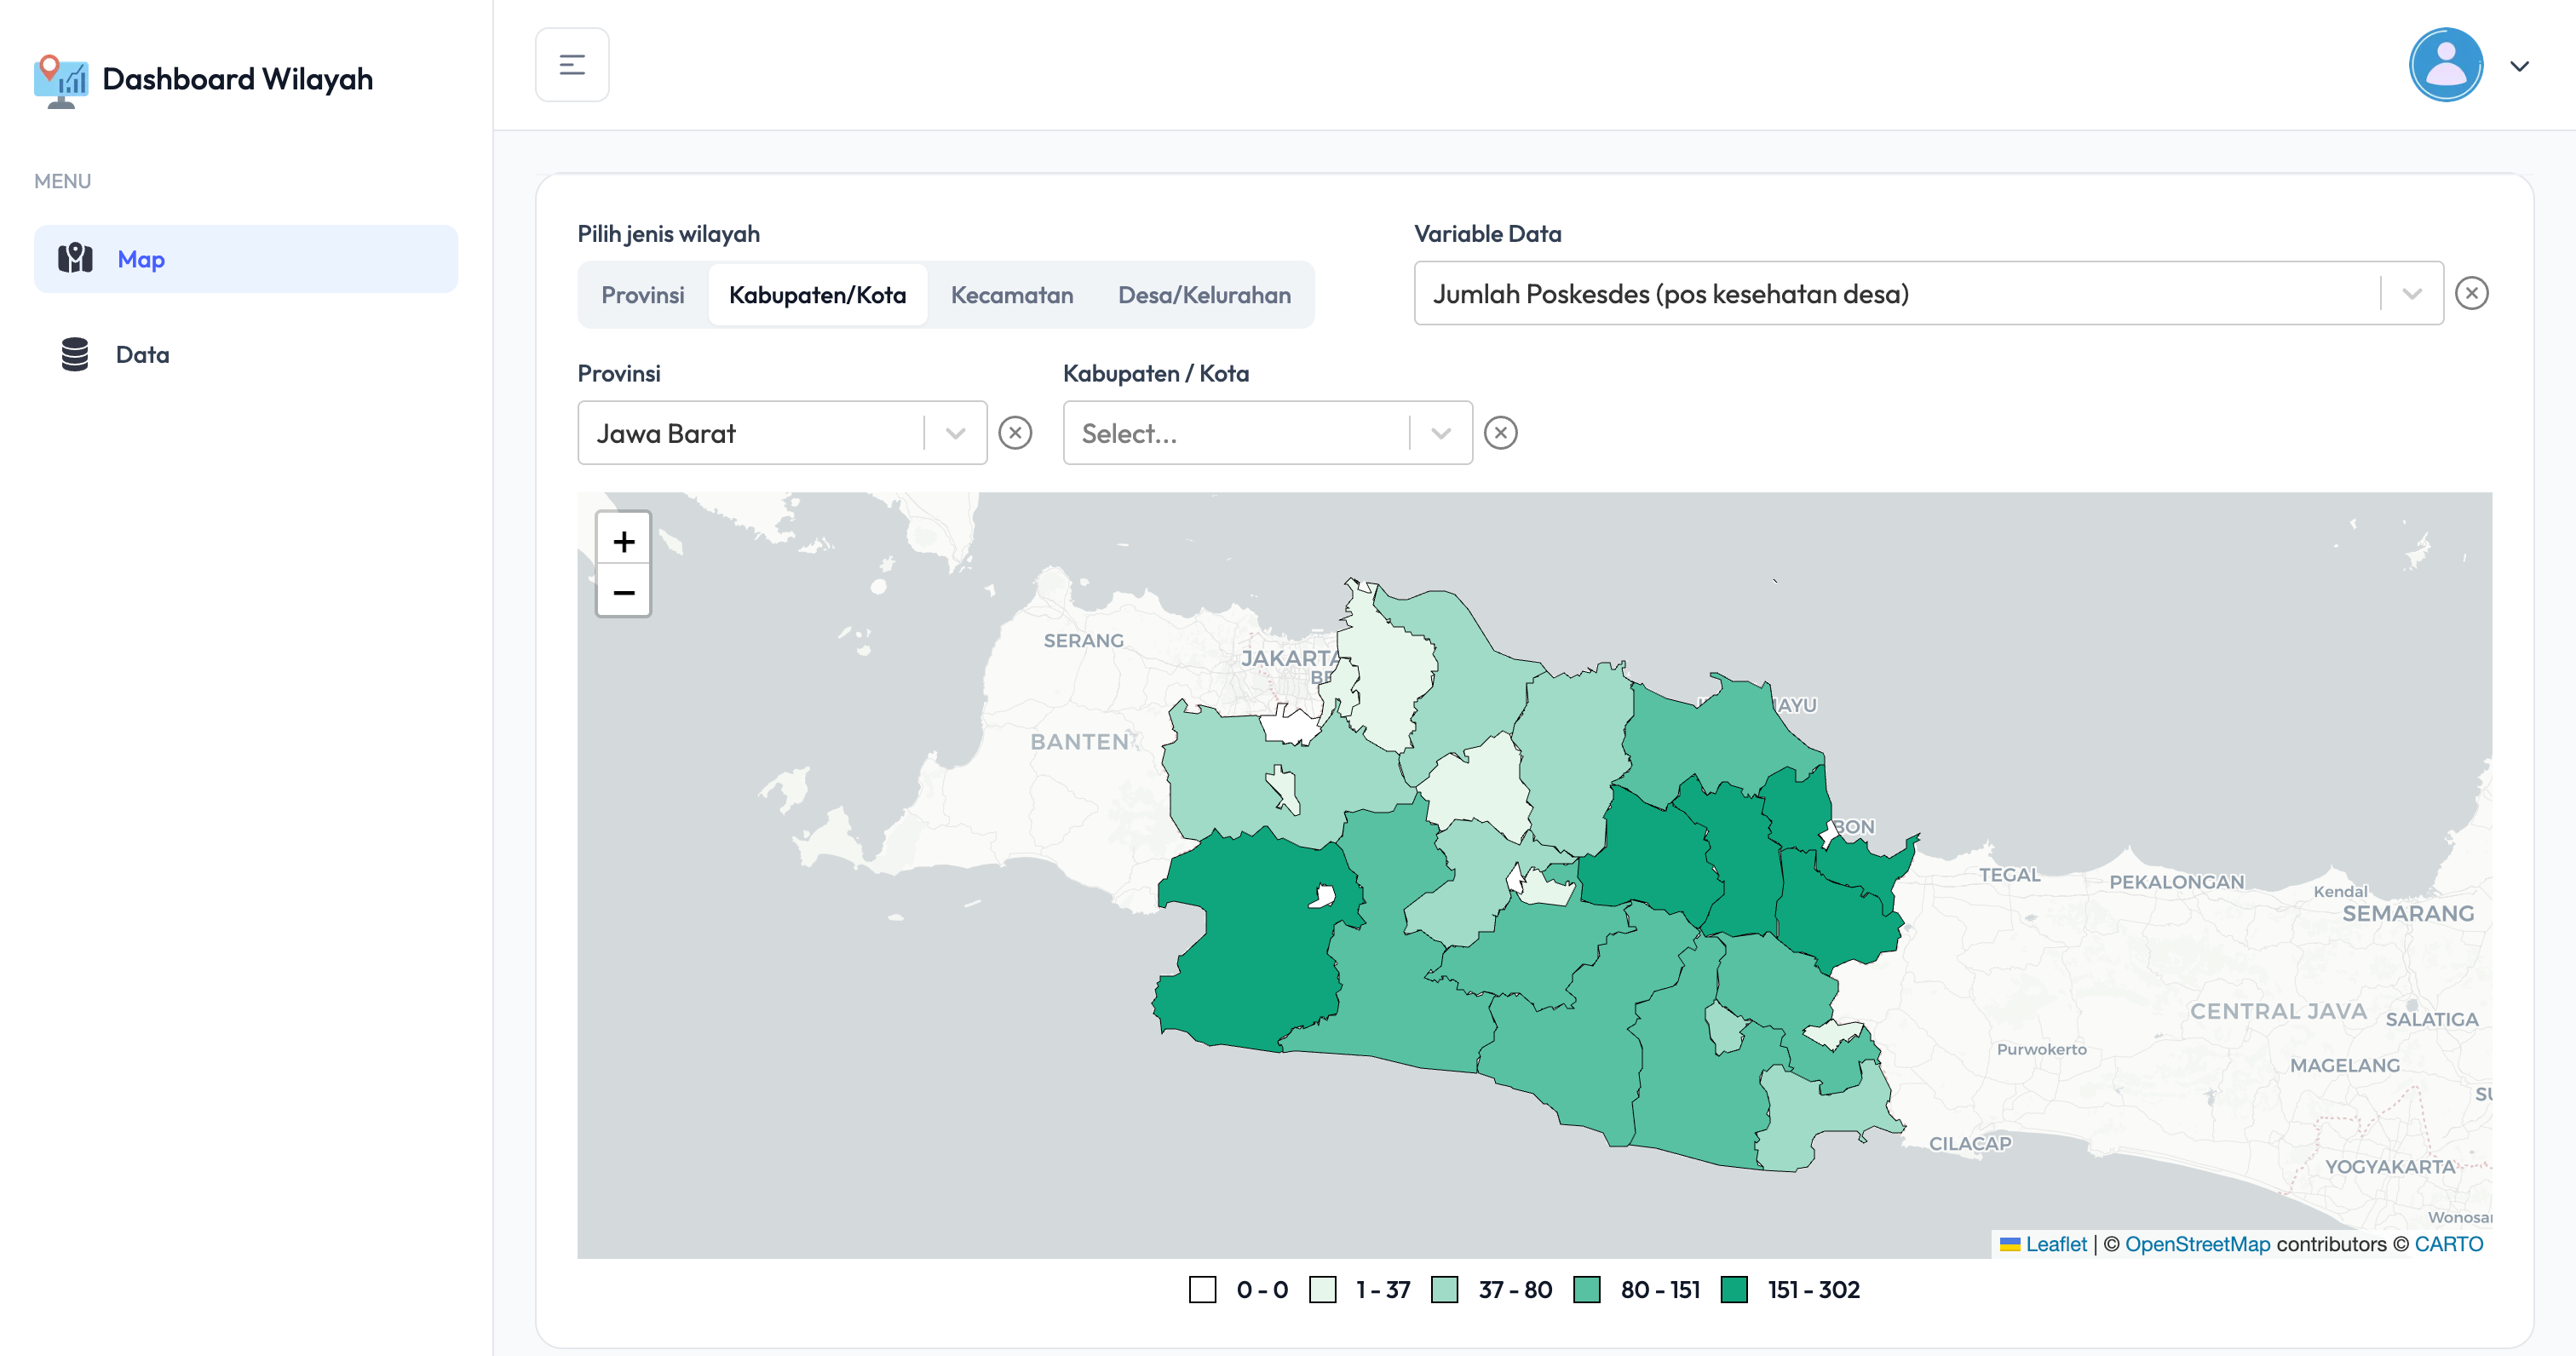 Dashboard Wilayah
MENU
Map
Data
Pilih jenis wilayah
Provinsi Kabupaten/Kota Kecamatan Desa/Kelurahan
Variable Data
Jumlah Poskesdes (pos kesehatan desa)
Provinsi
Jawa Barat
Kabupaten / Kota
Select...
+
−
SERANG
JAKARTA
BE
BANTEN
AYU
BON
TEGAL
PEKALONGAN
Kendal
SEMARANG
CENTRAL JAVA
SALATIGA
Purwokerto
MAGELANG
SU
CILACAP
YOGYAKARTA
Wonosar
Leaflet | © OpenStreetMap contributors © CARTO
0 - 0 1 - 37 37 - 80 80 - 151 151 - 302